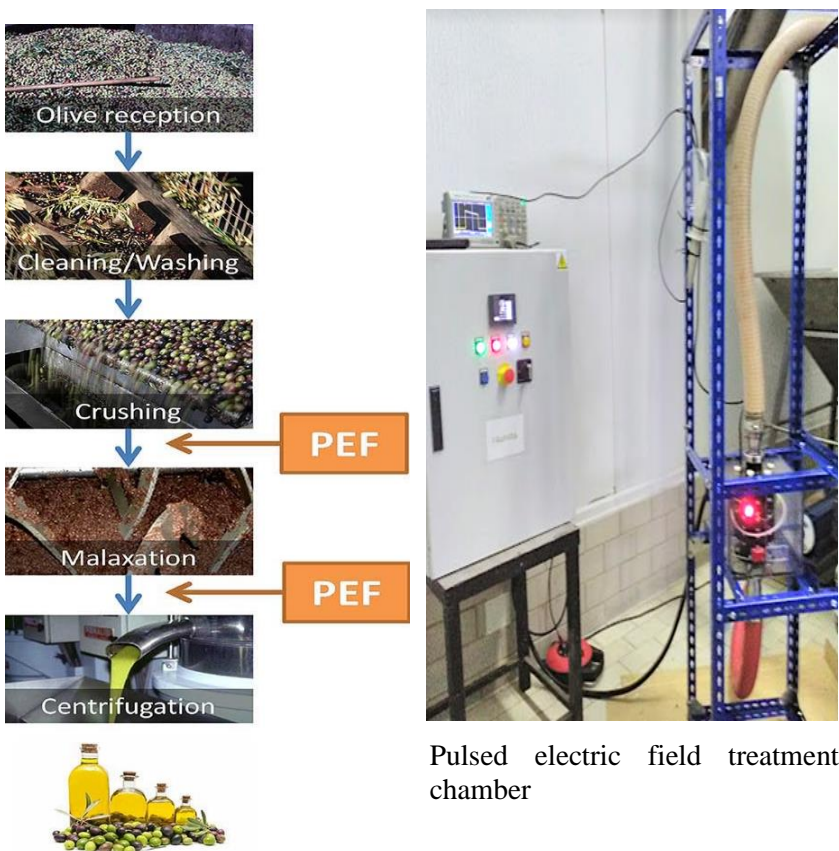 Olive reception
Cleaning/Washing
Crushing
PEF
Malaxation
PEF
Centrifugation
Pulsed electric field treatment
chamber